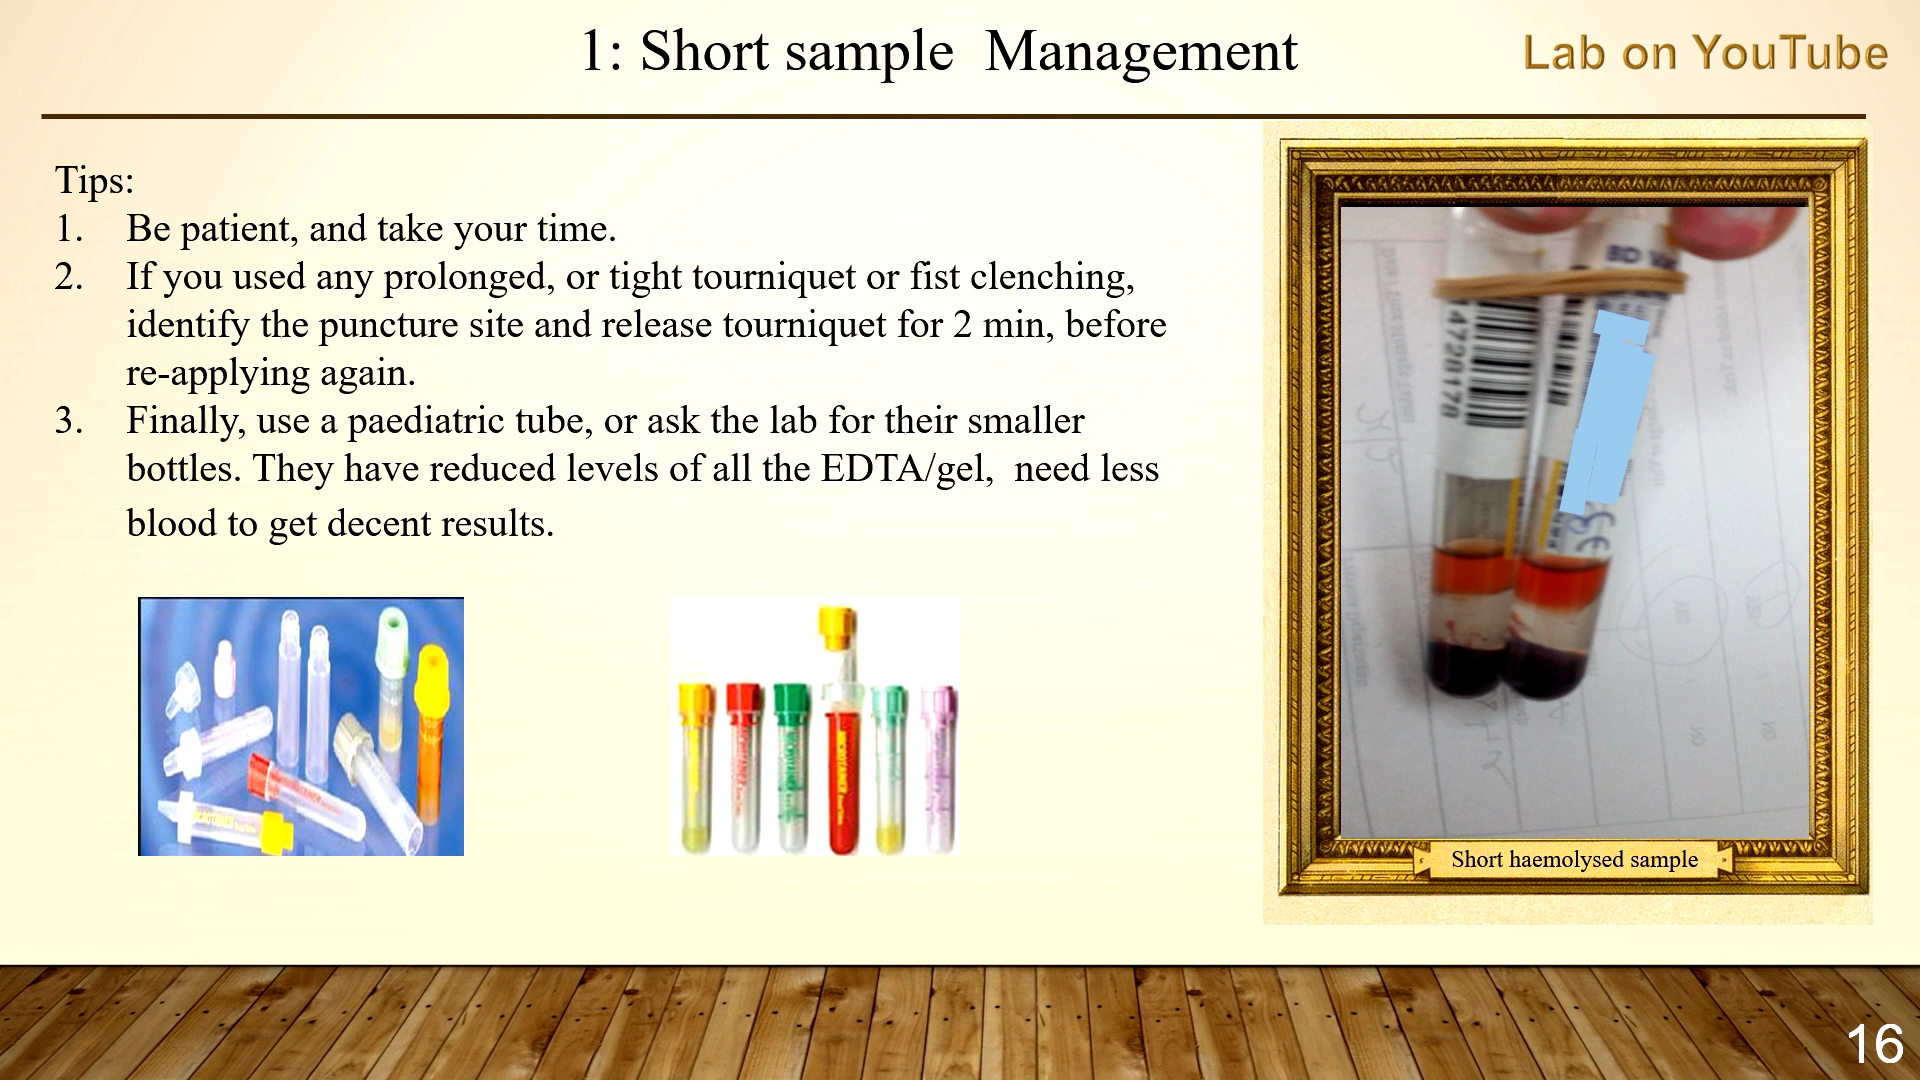 1: Short sample  Management
Lab on YouTube
Tips:
1. Be patient, and take your time.
2. If you used any prolonged, or tight tourniquet or fist clenching,
identify the puncture site and release tourniquet for 2 min, before
re-applying again.
3. Finally, use a paediatric tube, or ask the lab for their smaller
bottles. They have reduced levels of all the EDTA/gel,  need less
blood to get decent results.
BD
14728178
CE
Short haemolysed sample
16